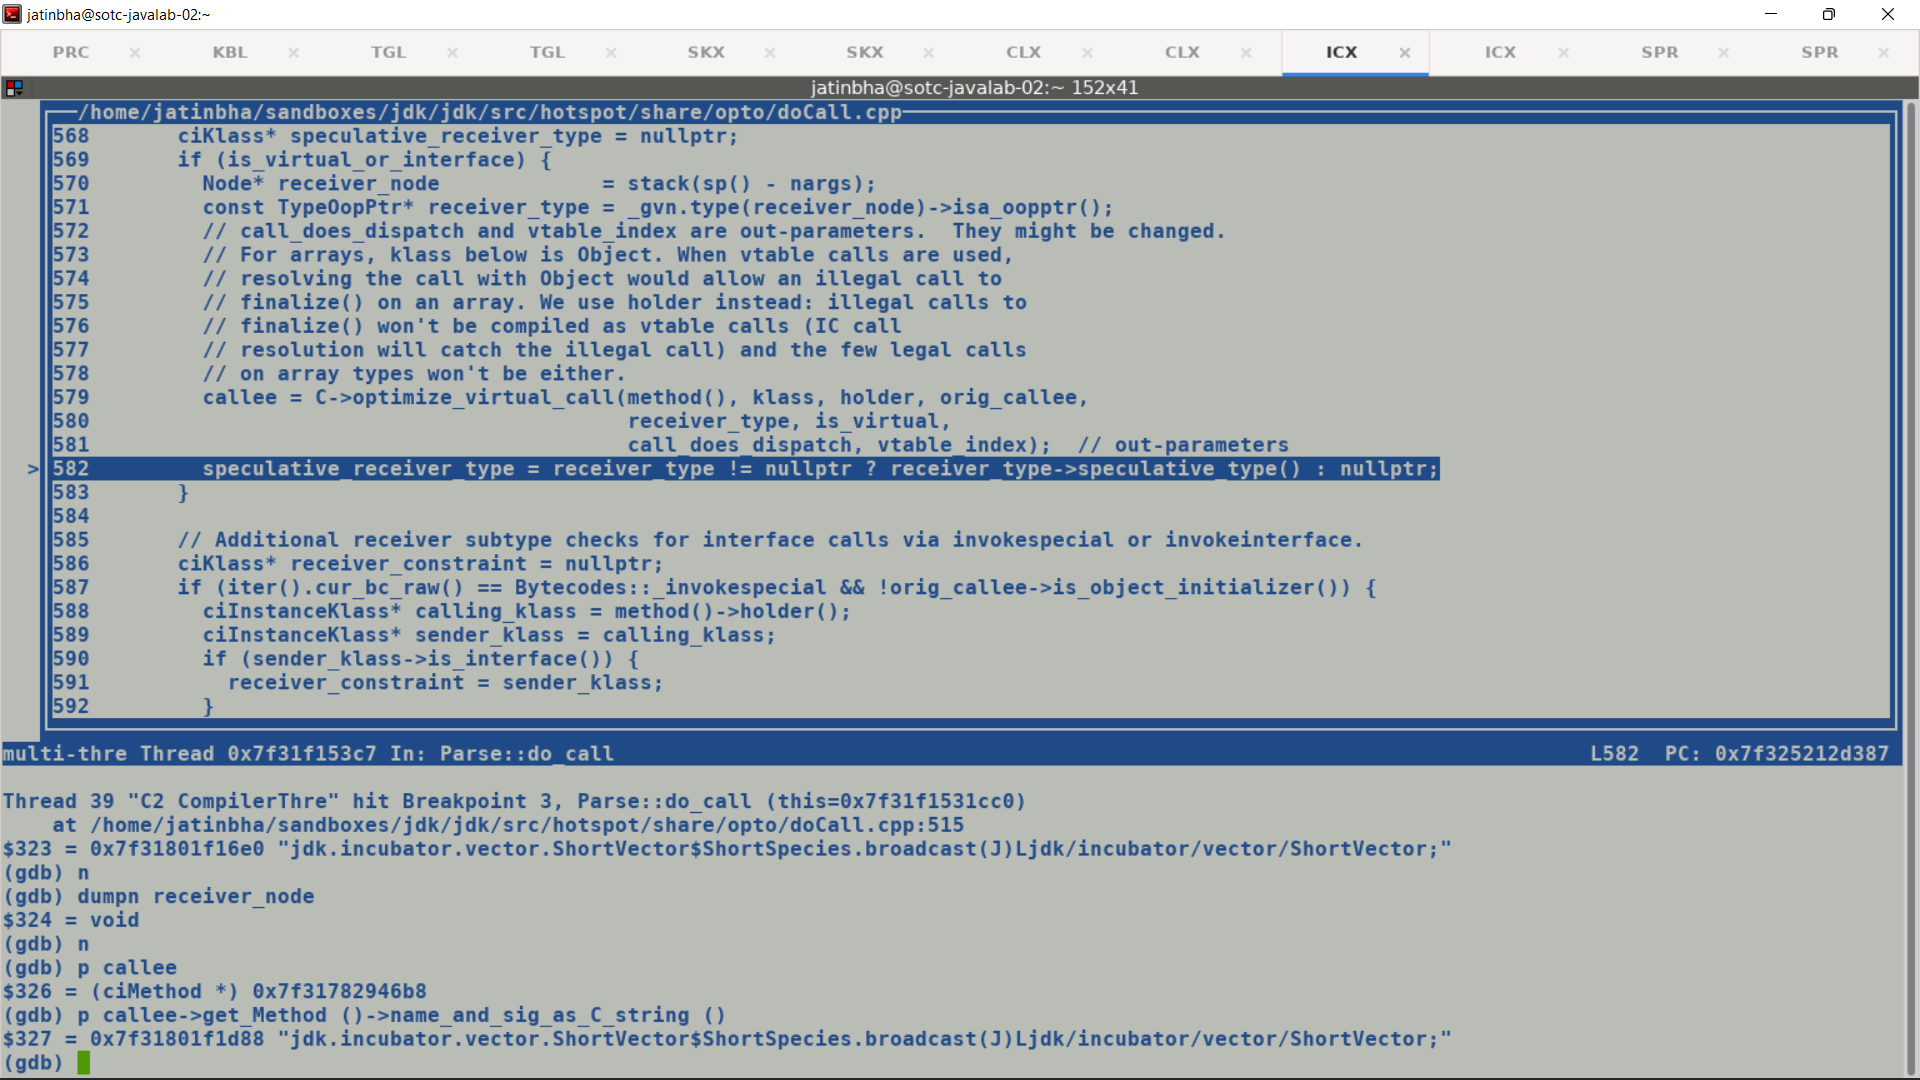 jatinbha@sotc-javalab-02:~
PRC × KBL × TGL × TGL × SKX × SKX × CLX × CLX × ICX × ICX × SPR × SPR ×
jatinbha@sotc-javalab-02:~ 152x41
/home/jatinbha/sandboxes/jdk/jdk/src/hotspot/share/opto/doCall.cpp
568       ciKlass* speculative_receiver_type = nullptr;
569       if (is_virtual_or_interface) {
570         Node* receiver_node             = stack(sp() - nargs);
571         const TypeOopPtr* receiver_type = _gvn.type(receiver_node)->isa_oopptr();
572         // call_does_dispatch and vtable_index are out-parameters.  They might be changed.
573         // For arrays, klass below is Object. When vtable calls are used,
574         // resolving the call with Object would allow an illegal call to
575         // finalize() on an array. We use holder instead: illegal calls to
576         // finalize() won't be compiled as vtable calls (IC call
577         // resolution will catch the illegal call) and the few legal calls
578         // on array types won't be either.
579         callee = C->optimize_virtual_call(method(), klass, holder, orig_callee,
580                                           receiver_type, is_virtual,
581                                           call_does_dispatch, vtable_index);  // out-parameters
> 582         speculative_receiver_type = receiver_type != nullptr ? receiver_type->speculative_type() : nullptr;
583       }
584
585       // Additional receiver subtype checks for interface calls via invokespecial or invokeinterface.
586       ciKlass* receiver_constraint = nullptr;
587       if (iter().cur_bc_raw() == Bytecodes::_invokespecial && !orig_callee->is_object_initializer()) {
588         ciInstanceKlass* calling_klass = method()->holder();
589         ciInstanceKlass* sender_klass = calling_klass;
590         if (sender_klass->is_interface()) {
591           receiver_constraint = sender_klass;
592         }
multi-thre Thread 0x7f31f153c7 In: Parse::do_call L582 PC: 0x7f325212d387
Thread 39 "C2 CompilerThre" hit Breakpoint 3, Parse::do_call (this=0x7f31f1531cc0)
    at /home/jatinbha/sandboxes/jdk/jdk/src/hotspot/share/opto/doCall.cpp:515
$323 = 0x7f31801f16e0 "jdk.incubator.vector.ShortVector$ShortSpecies.broadcast(J)Ljdk/incubator/vector/ShortVector;"
(gdb) n
(gdb) dumpn receiver_node
$324 = void
(gdb) n
(gdb) p callee
$326 = (ciMethod *) 0x7f31782946b8
(gdb) p callee->get_Method ()->name_and_sig_as_C_string ()
$327 = 0x7f31801f1d88 "jdk.incubator.vector.ShortVector$ShortSpecies.broadcast(J)Ljdk/incubator/vector/ShortVector;"
(gdb)